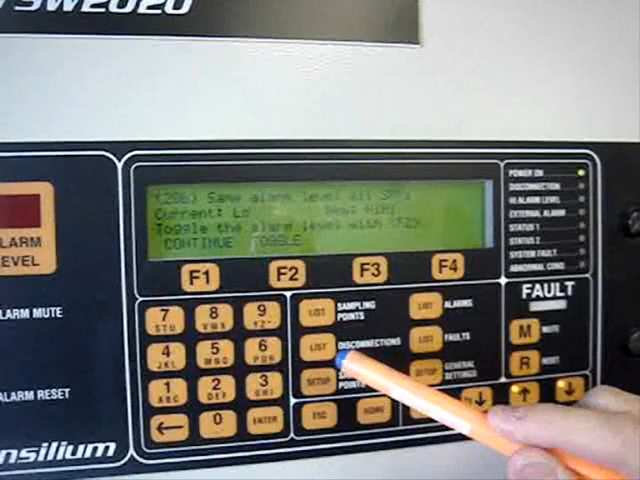 SW2020
(206) Same alarm level all SPs
Current: Lo New: HiHi
Toggle the alarm level with <F2>.
CONTINUE TOGGLE
F1 F2 F3 F4
ALARM
LEVEL
ALARM MUTE
ALARM RESET
nsilium
7 STU 8 VWX 9 YZ-
4 JKL 5 MNO 6 PQR
1 ABC 2 DEF 3 GHI
← 0 ENTER
LIST SAMPLING POINTS
LIST DISCONNECTIONS
SETUP POINTS
ESC HOME
LIST ALARMS
LIST FAULTS
SETUP GENERAL SETTINGS
POWER ON
DISCONNECTION
HI ALARM LEVEL
EXTERNAL ALARM
STATUS 1
STATUS 2
SYSTEM FAULT
ABNORMAL COND.
FAULT
M MUTE
R RESET
↓ ↑ ↓